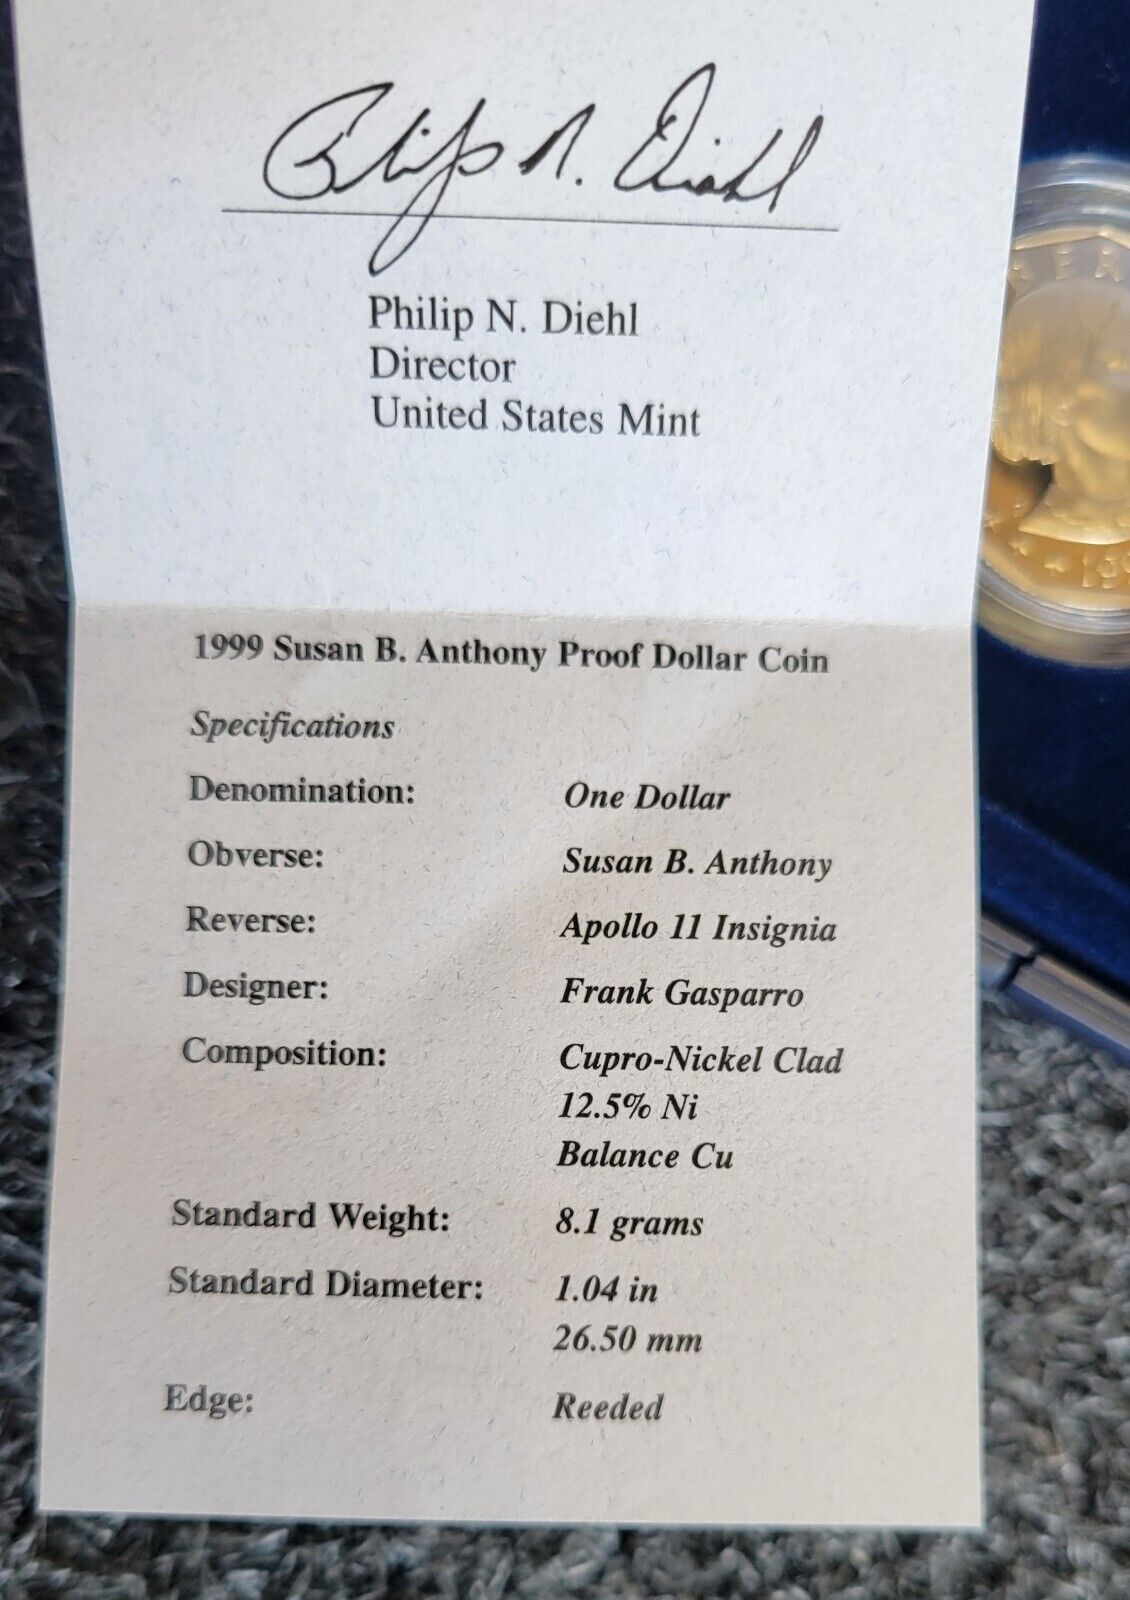 Philip N. Diehl
Philip N. Diehl
Director
United States Mint
1999 Susan B. Anthony Proof Dollar Coin
Specifications
Denomination: One Dollar
Obverse: Susan B. Anthony
Reverse: Apollo 11 Insignia
Designer: Frank Gasparro
Composition: Cupro-Nickel Clad
12.5% Ni
Balance Cu
Standard Weight: 8.1 grams
Standard Diameter: 1.04 in
26.50 mm
Edge: Reeded
BER
199